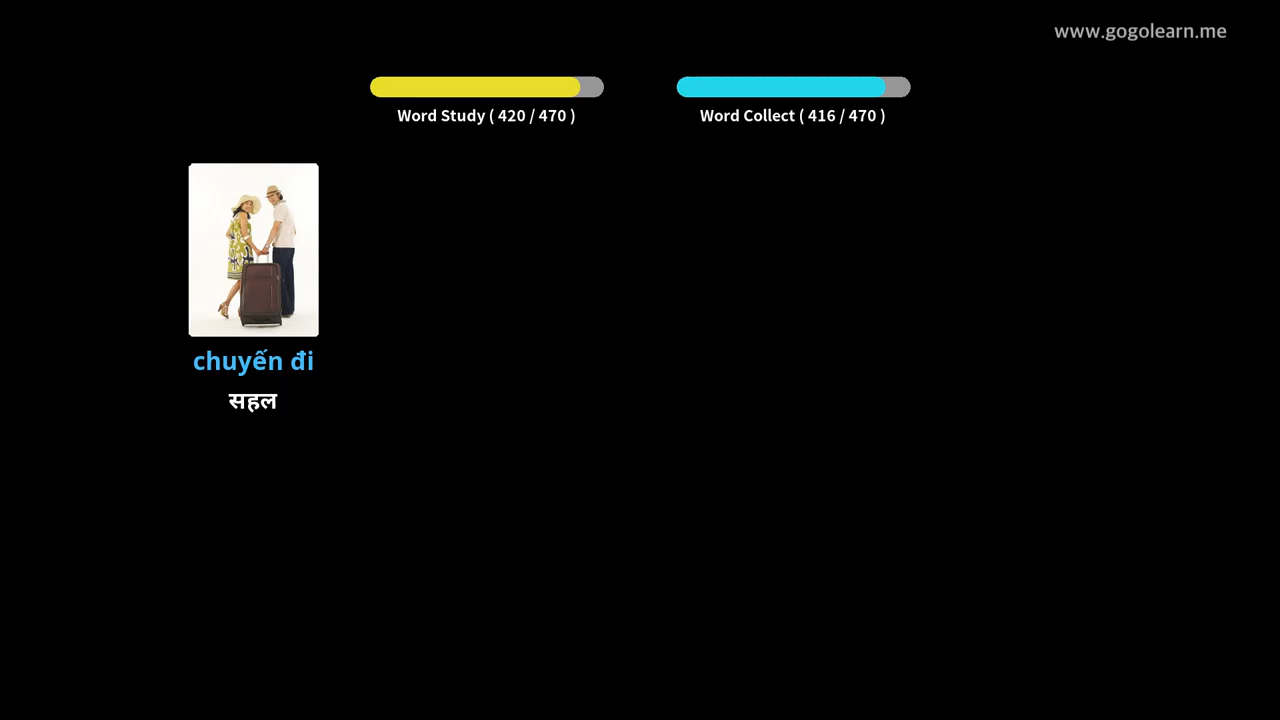 www.gogolearn.me
Word Study ( 420 / 470 )
Word Collect ( 416 / 470 )
chuyến đi
सहल